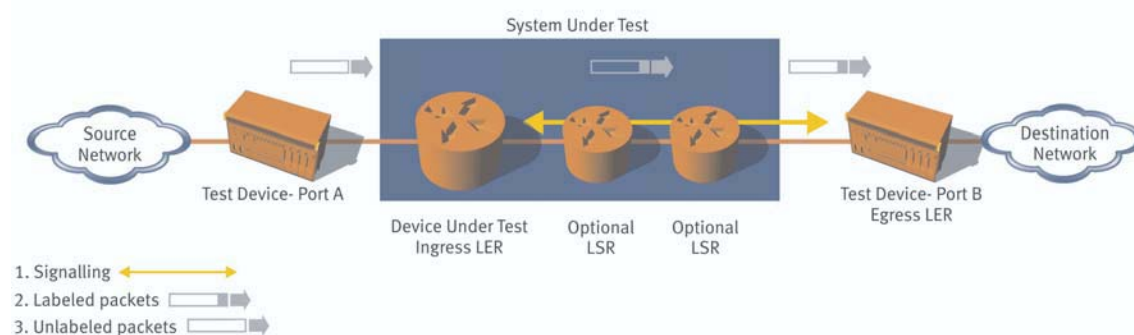 System Under Test
Source
Network
Destination
Network
Test Device- Port A
Test Device- Port B
Egress LER
Device Under Test
Ingress LER
Optional
LSR
Optional
LSR
1. Signalling
2. Labeled packets
3. Unlabeled packets